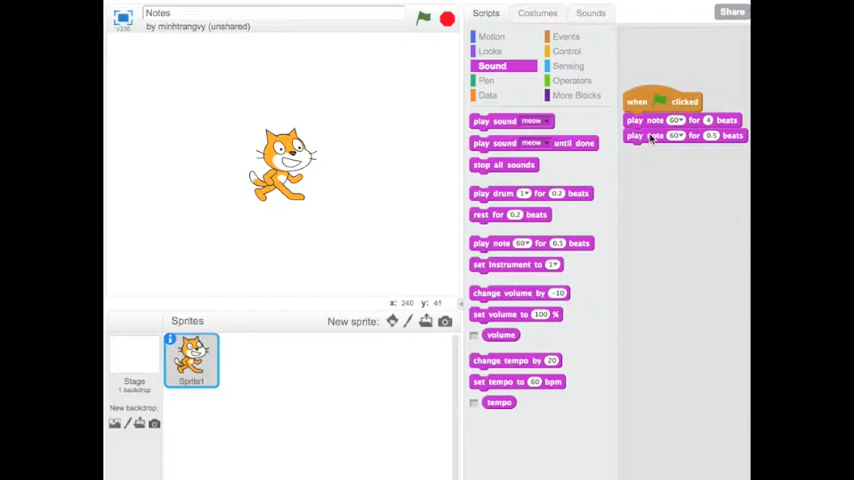 Notes
by minhtrangvy (unshared)
v336
Scripts Costumes Sounds
Share
Motion Events
Looks Control
Sound Sensing
Pen Operators
Data More Blocks
play sound meow
play sound meow until done
stop all sounds
play drum 1 for 0.2 beats
rest for 0.2 beats
play note 60 for 0.5 beats
set instrument to 1
change volume by -10
set volume to 100 %
volume
change tempo by 20
set tempo to 60 bpm
tempo
when clicked
play note 60 for 4 beats
play note 60 for 0.5 beats
x: 240 y: 41
Sprites New sprite:
Sprite1
Stage
1 backdrop
New backdrop: